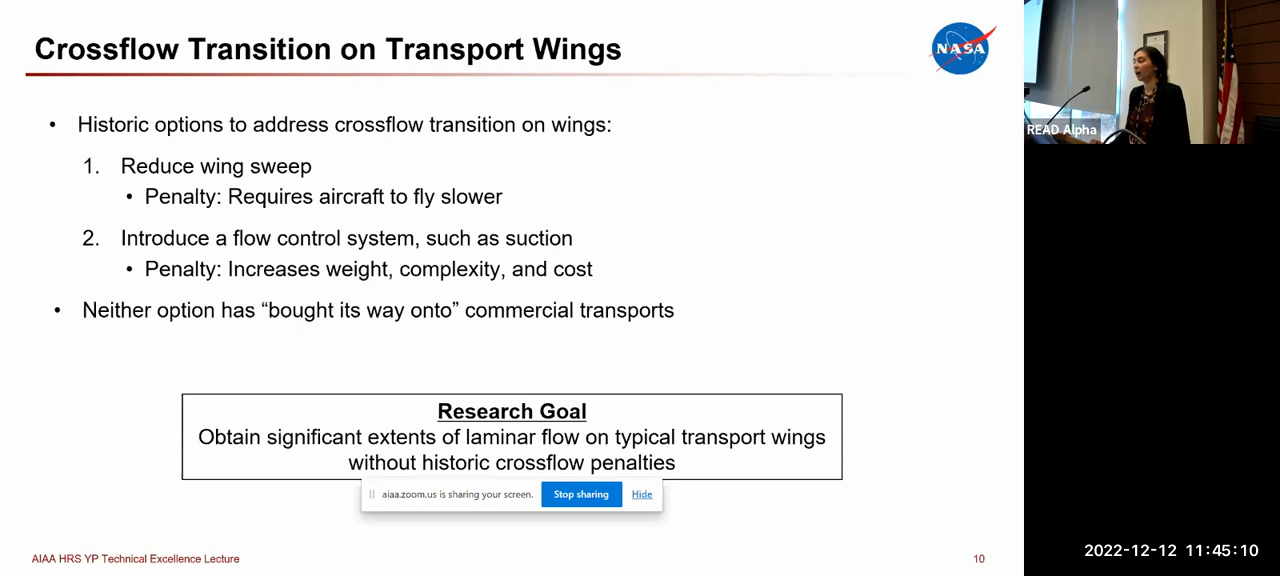 Crossflow Transition on Transport Wings
NASA
• Historic options to address crossflow transition on wings:
1. Reduce wing sweep
• Penalty: Requires aircraft to fly slower
2. Introduce a flow control system, such as suction
• Penalty: Increases weight, complexity, and cost
• Neither option has “bought its way onto” commercial transports
Research Goal
Obtain significant extents of laminar flow on typical transport wings
without historic crossflow penalties
aiaa.zoom.us is sharing your screen. Stop sharing Hide
AIAA HRS YP Technical Excellence Lecture
10
READ Alpha
2022-12-12 11:45:10